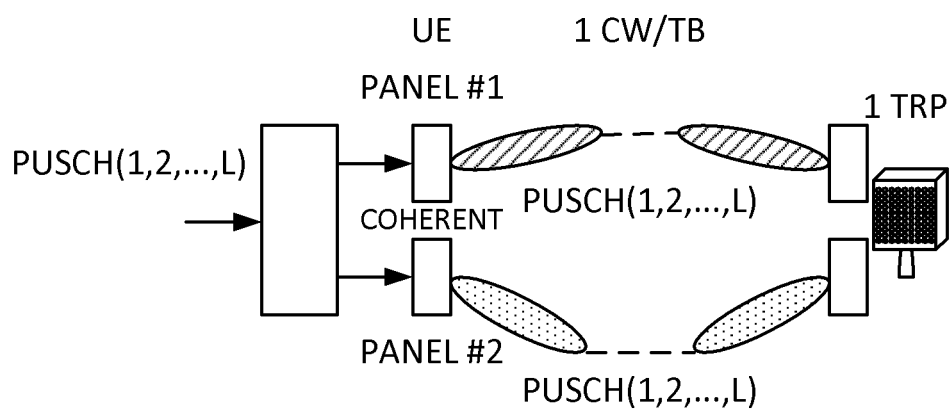 UE
1 CW/TB
PANEL #1
1 TRP
PUSCH(1,2,...,L)
PUSCH(1,2,...,L)
COHERENT
PANEL #2
PUSCH(1,2,...,L)